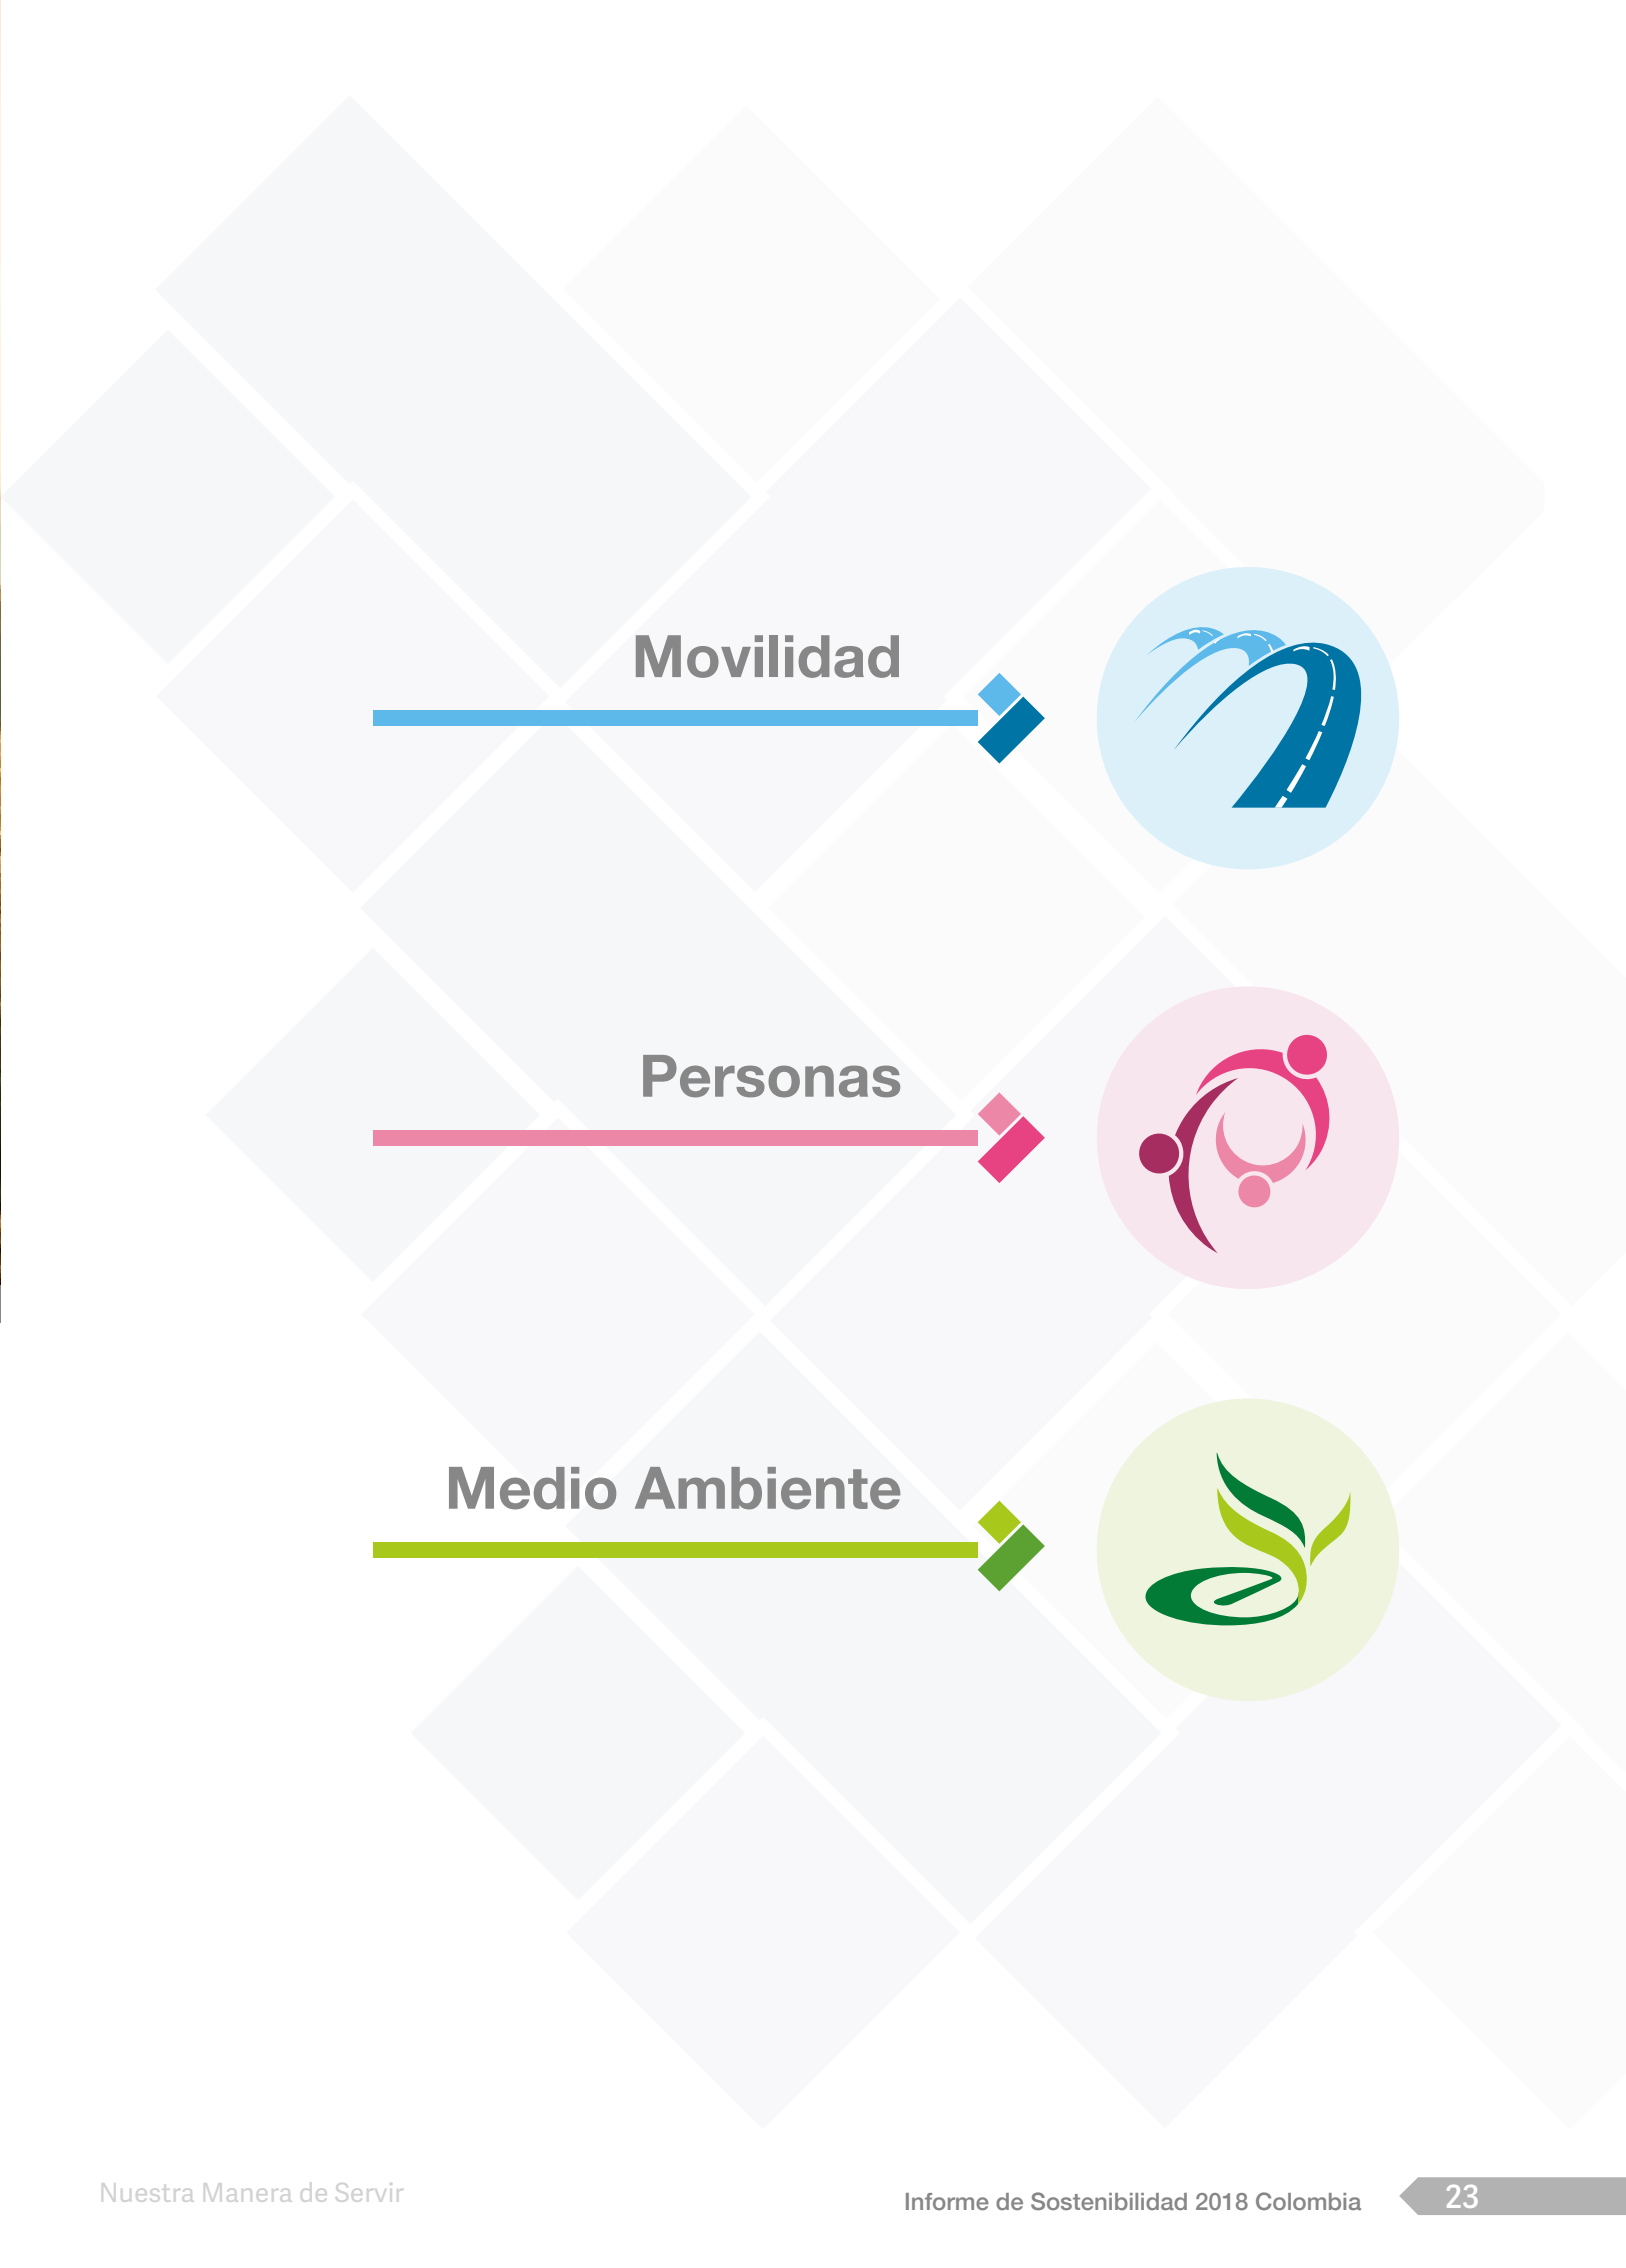 Movilidad
Personas
Medio Ambiente
Nuestra Manera de Servir
Informe de Sostenibilidad 2018 Colombia
23